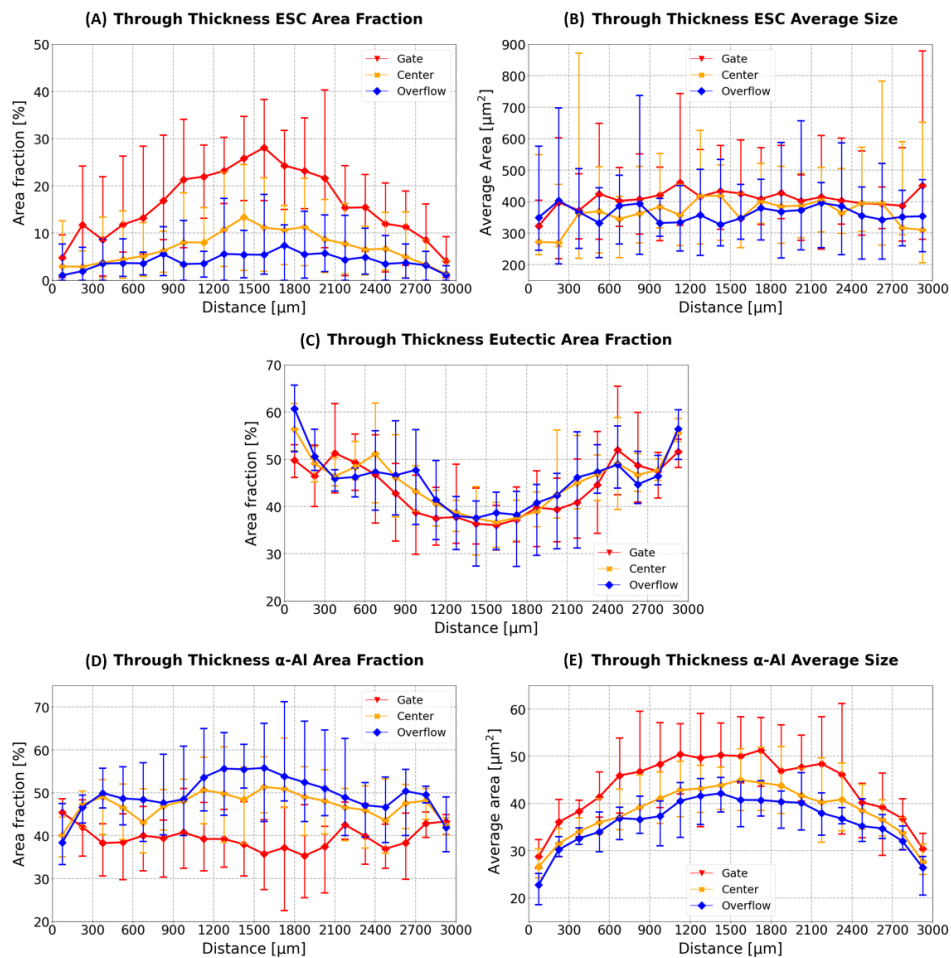 (A) Through Thickness ESC Area Fraction
Area fraction [%]
50
40
30
20
10
0
Gate
Center
Overflow
0 300 600 900 1200 1500 1800 2100 2400 2700 3000
Distance [µm]
(B) Through Thickness ESC Average Size
Average Area [µm²]
900
800
700
600
500
400
300
200
Gate
Center
Overflow
0 300 600 900 1200 1500 1800 2100 2400 2700 3000
Distance [µm]
(C) Through Thickness Eutectic Area Fraction
Area fraction [%]
70
60
50
40
30
20
Gate
Center
Overflow
0 300 600 900 1200 1500 1800 2100 2400 2700 3000
Distance [µm]
(D) Through Thickness α-Al Area Fraction
Area fraction [%]
70
60
50
40
30
20
Gate
Center
Overflow
0 300 600 900 1200 1500 1800 2100 2400 2700 3000
Distance [µm]
(E) Through Thickness α-Al Average Size
Average area [µm²]
60
50
40
30
20
Gate
Center
Overflow
0 300 600 900 1200 1500 1800 2100 2400 2700 3000
Distance [µm]